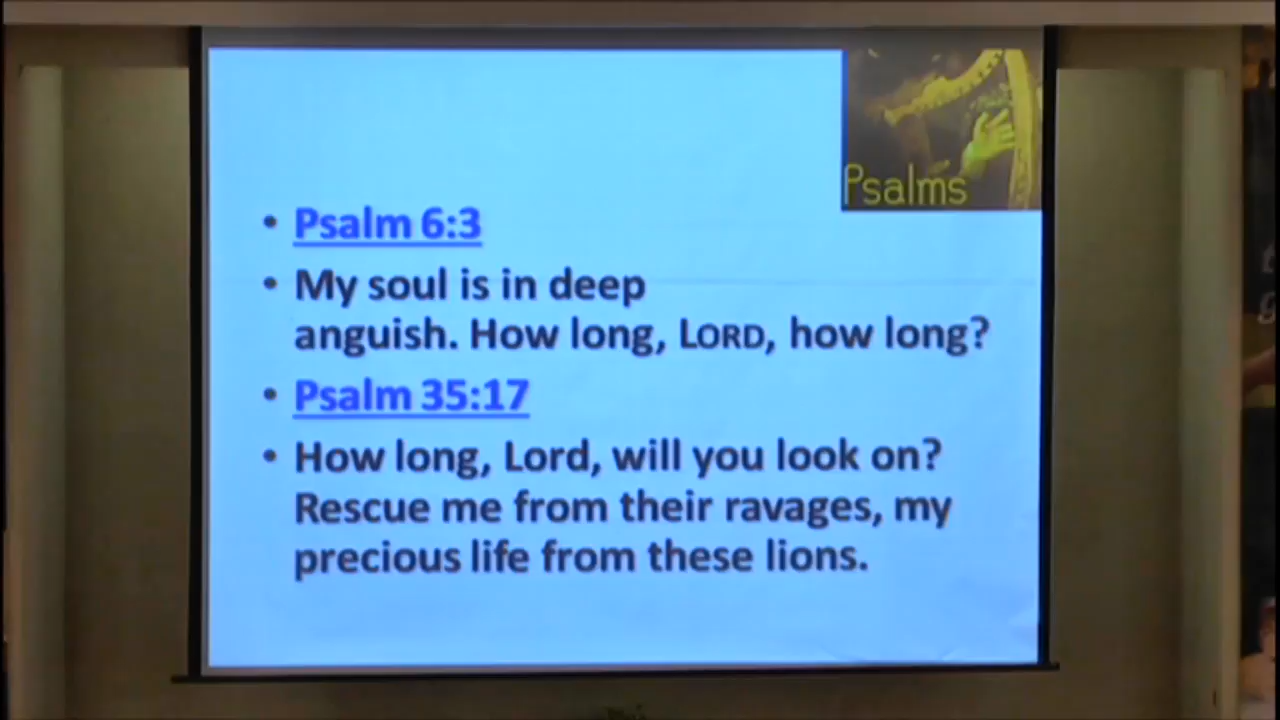 Psalms
• Psalm 6:3
• My soul is in deep
anguish. How long, LORD, how long?
• Psalm 35:17
• How long, Lord, will you look on?
Rescue me from their ravages, my
precious life from these lions.